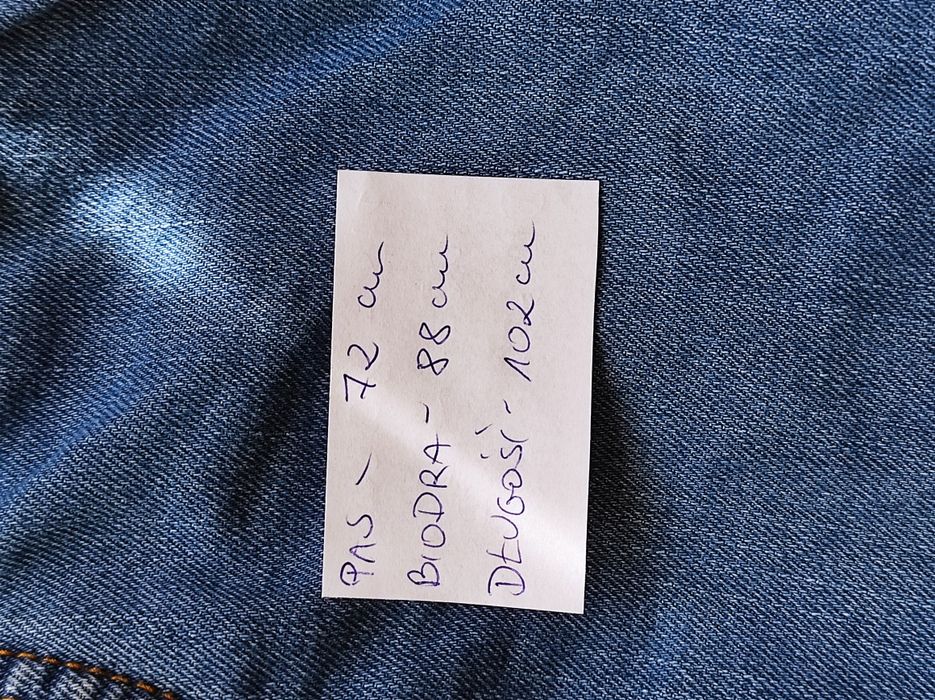 PAS - 72 cm
BIODRA - 88 cm
DŁUGOŚĆ - 102 cm